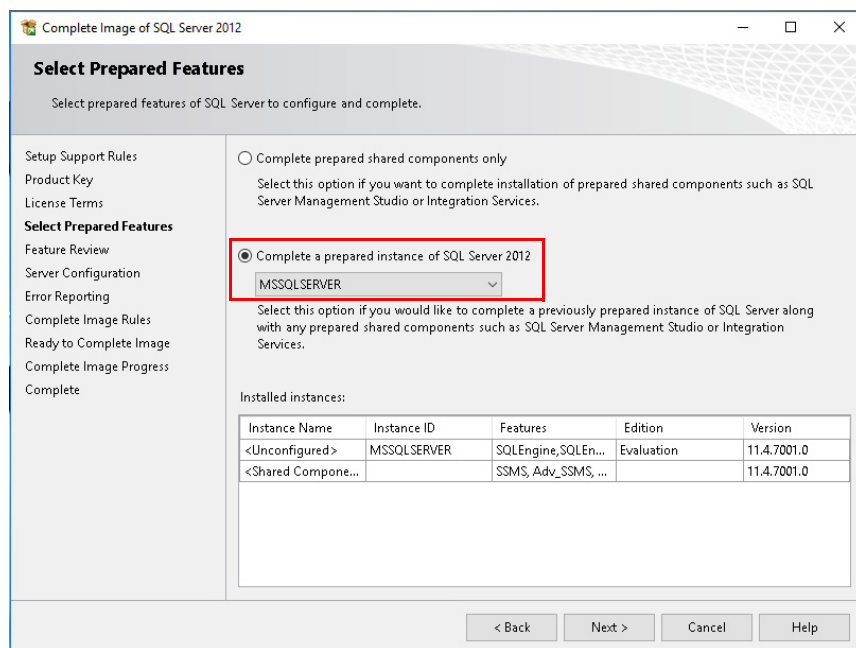 Complete Image of SQL Server 2012
Select Prepared Features
Select prepared features of SQL Server to configure and complete.
Setup Support Rules
Product Key
License Terms
Select Prepared Features
Feature Review
Server Configuration
Error Reporting
Complete Image Rules
Ready to Complete Image
Complete Image Progress
Complete
Complete prepared shared components only
Select this option if you want to complete installation of prepared shared components such as SQL
Server Management Studio or Integration Services.
Complete a prepared instance of SQL Server 2012
MSSQLSERVER
Select this option if you would like to complete a previously prepared instance of SQL Server along
with any prepared shared components such as SQL Server Management Studio or Integration
Services.
Installed instances:
Instance Name Instance ID Features Edition Version
<Unconfigured> MSSQLSERVER SQLEngine,SQLEn... Evaluation 11.4.7001.0
<Shared Compone... SSMS, Adv_SSMS, ... 11.4.7001.0
< Back Next > Cancel Help